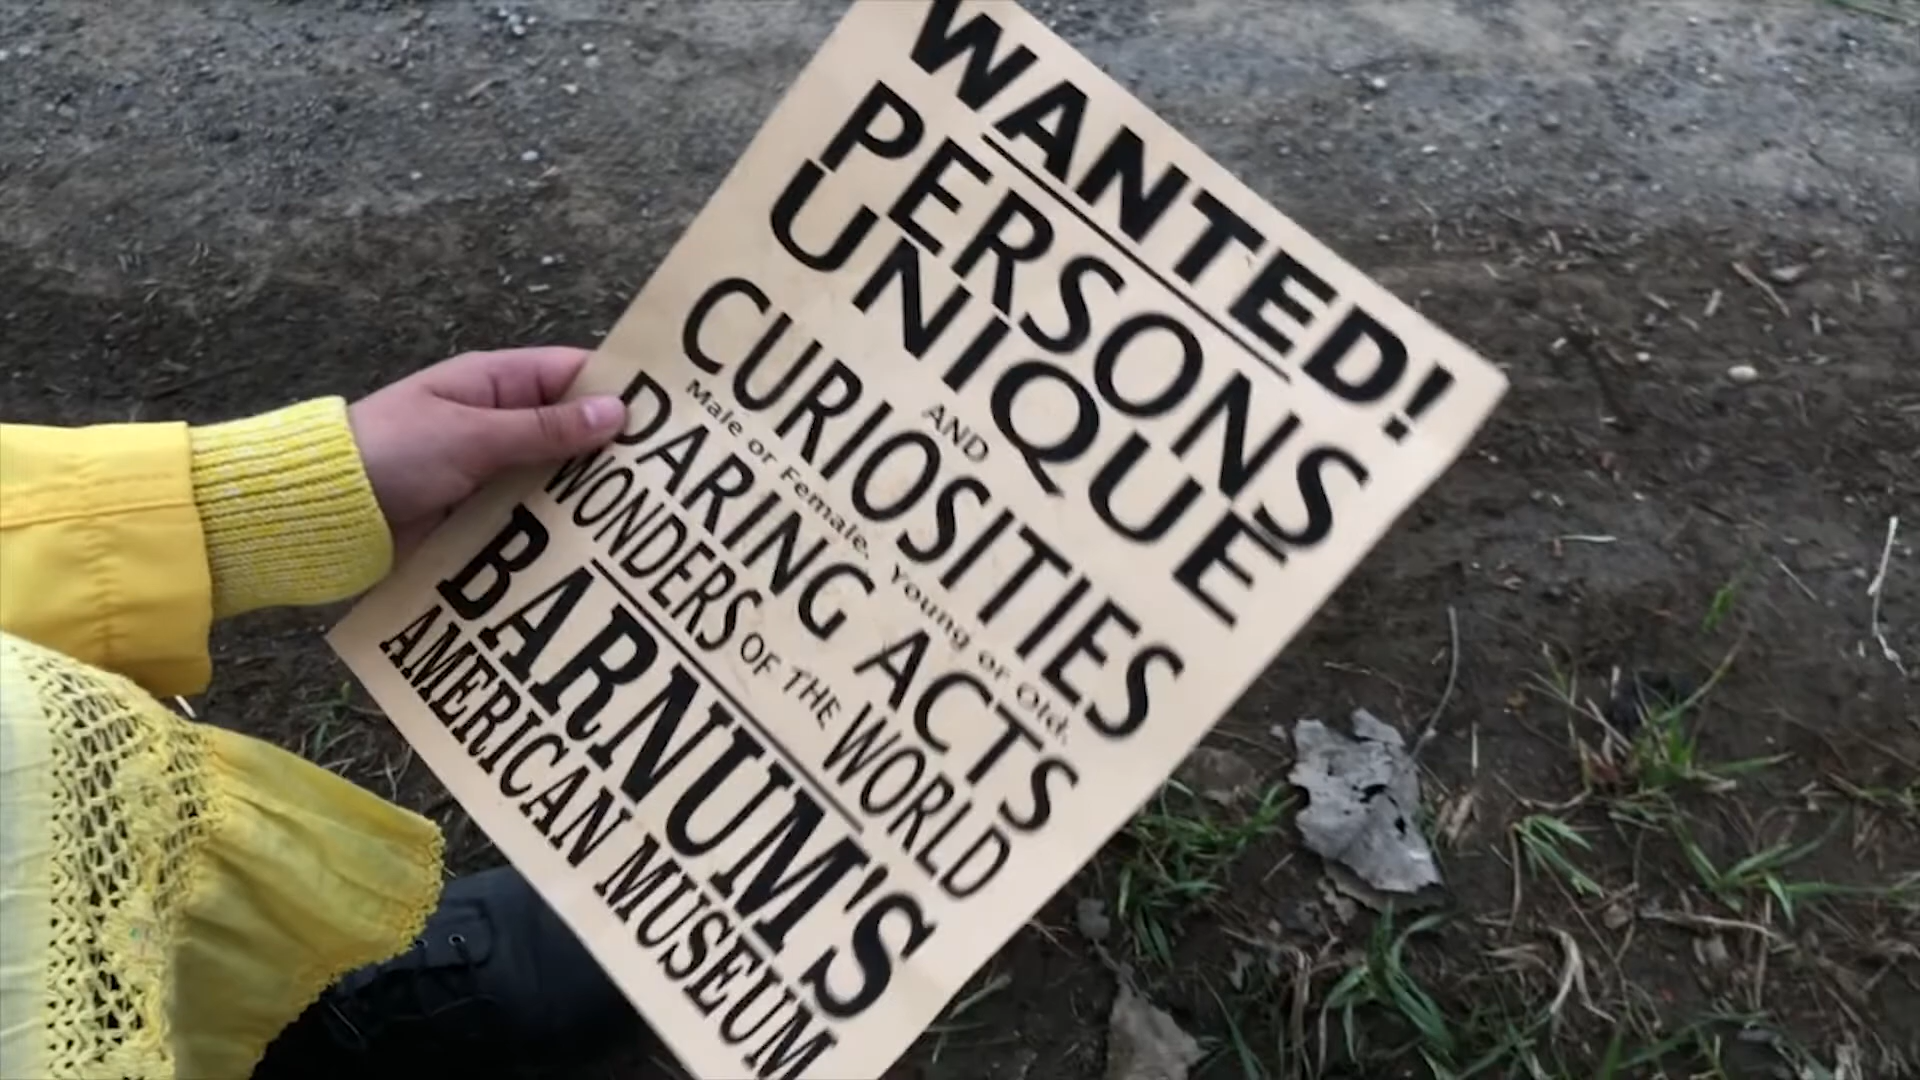 WANTED!
PERSONS
UNIQUE
AND
CURIOSITIES
Male or Female. Young or Old.
DARING ACTS
WONDERS OF THE WORLD
BARNUM'S
AMERICAN MUSEUM